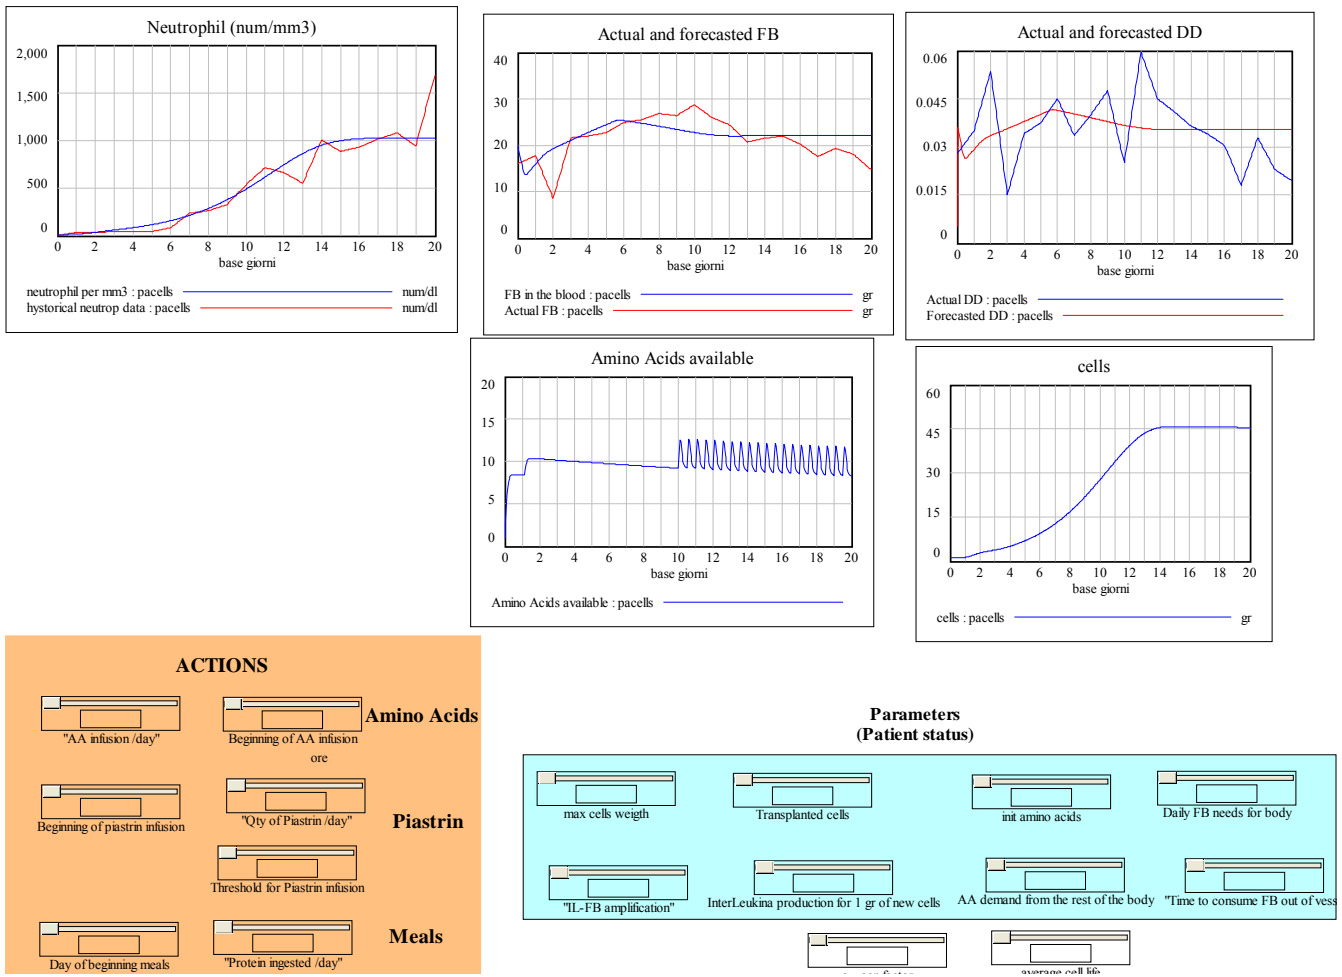 Neutrophil (num/mm3)
2,000
1,500
1,000
500
0
0 2 4 6 8 10 12 14 16 18 20
base giorni
neutrophil per mm3 : pacells num/dl
hystorical neutrop data : pacells num/dl
Actual and forecasted FB
40
30
20
10
0
0 2 4 6 8 10 12 14 16 18 20
base giorni
FB in the blood : pacells gr
Actual FB : pacells gr
Actual and forecasted DD
0.06
0.045
0.03
0.015
0
0 2 4 6 8 10 12 14 16 18 20
base giorni
Actual DD : pacells
Forecasted DD : pacells
Amino Acids available
20
15
10
5
0
0 2 4 6 8 10 12 14 16 18 20
base giorni
Amino Acids available : pacells
cells
60
45
30
15
0
0 2 4 6 8 10 12 14 16 18 20
base giorni
cells : pacells gr
ACTIONS
Amino Acids
"AA infusion /day" Beginning of AA infusion
ore
Piastrin
Beginning of piastrin infusion "Qty of Piastrin /day"
Threshold for Piastrin infusion
Meals
Day of beginning meals "Protein ingested /day"
Parameters
(Patient status)
max cells weigth Transplanted cells init amino acids Daily FB needs for body
"IL-FB amplification" InterLeukina production for 1 gr of new cells AA demand from the rest of the body "Time to consume FB out of vess
average cell life